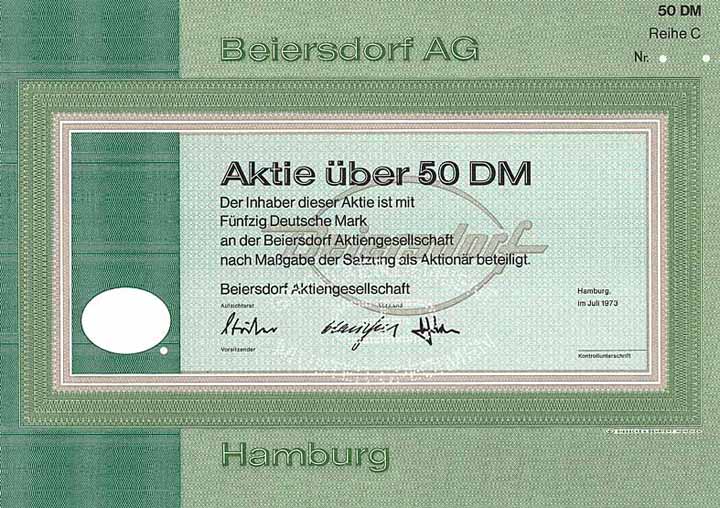 50 DM
Reihe C
Nr.
Beiersdorf AG
Aktie über 50 DM
Der Inhaber dieser Aktie ist mit
Fünfzig Deutsche Mark
an der Beiersdorf Aktiengesellschaft
nach Maßgabe der Satzung als Aktionär beteiligt.
Beiersdorf Aktiengesellschaft
Aufsichtsrat Vorstand
Vorsitzender
Hamburg,
im Juli 1973
Kontrollunterschrift
Beiersdorf
Hamburg